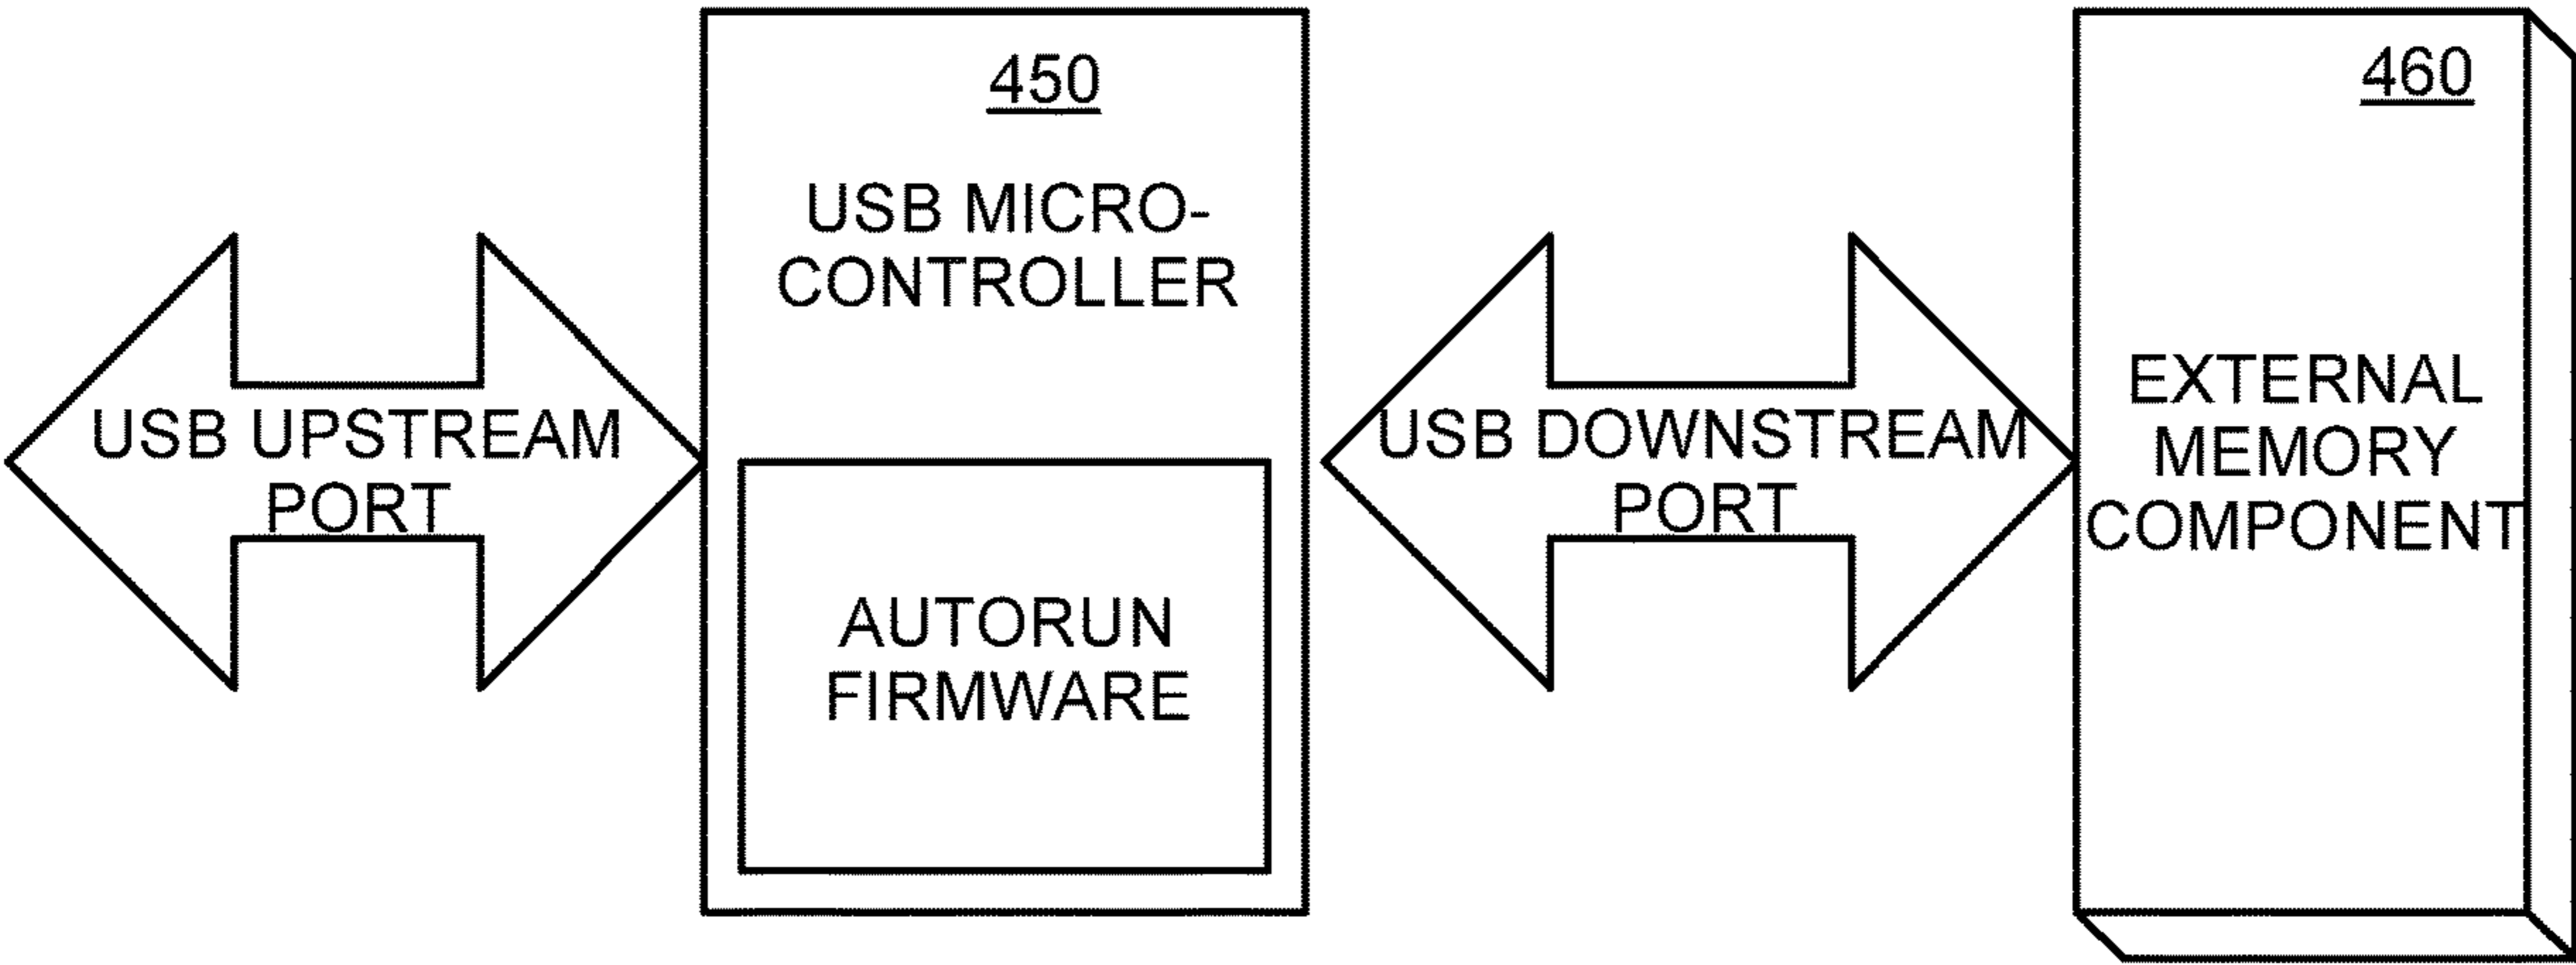 450
USB MICRO-
CONTROLLER
USB UPSTREAM
PORT
AUTORUN
FIRMWARE
USB DOWNSTREAM
PORT
460
EXTERNAL
MEMORY
COMPONENT